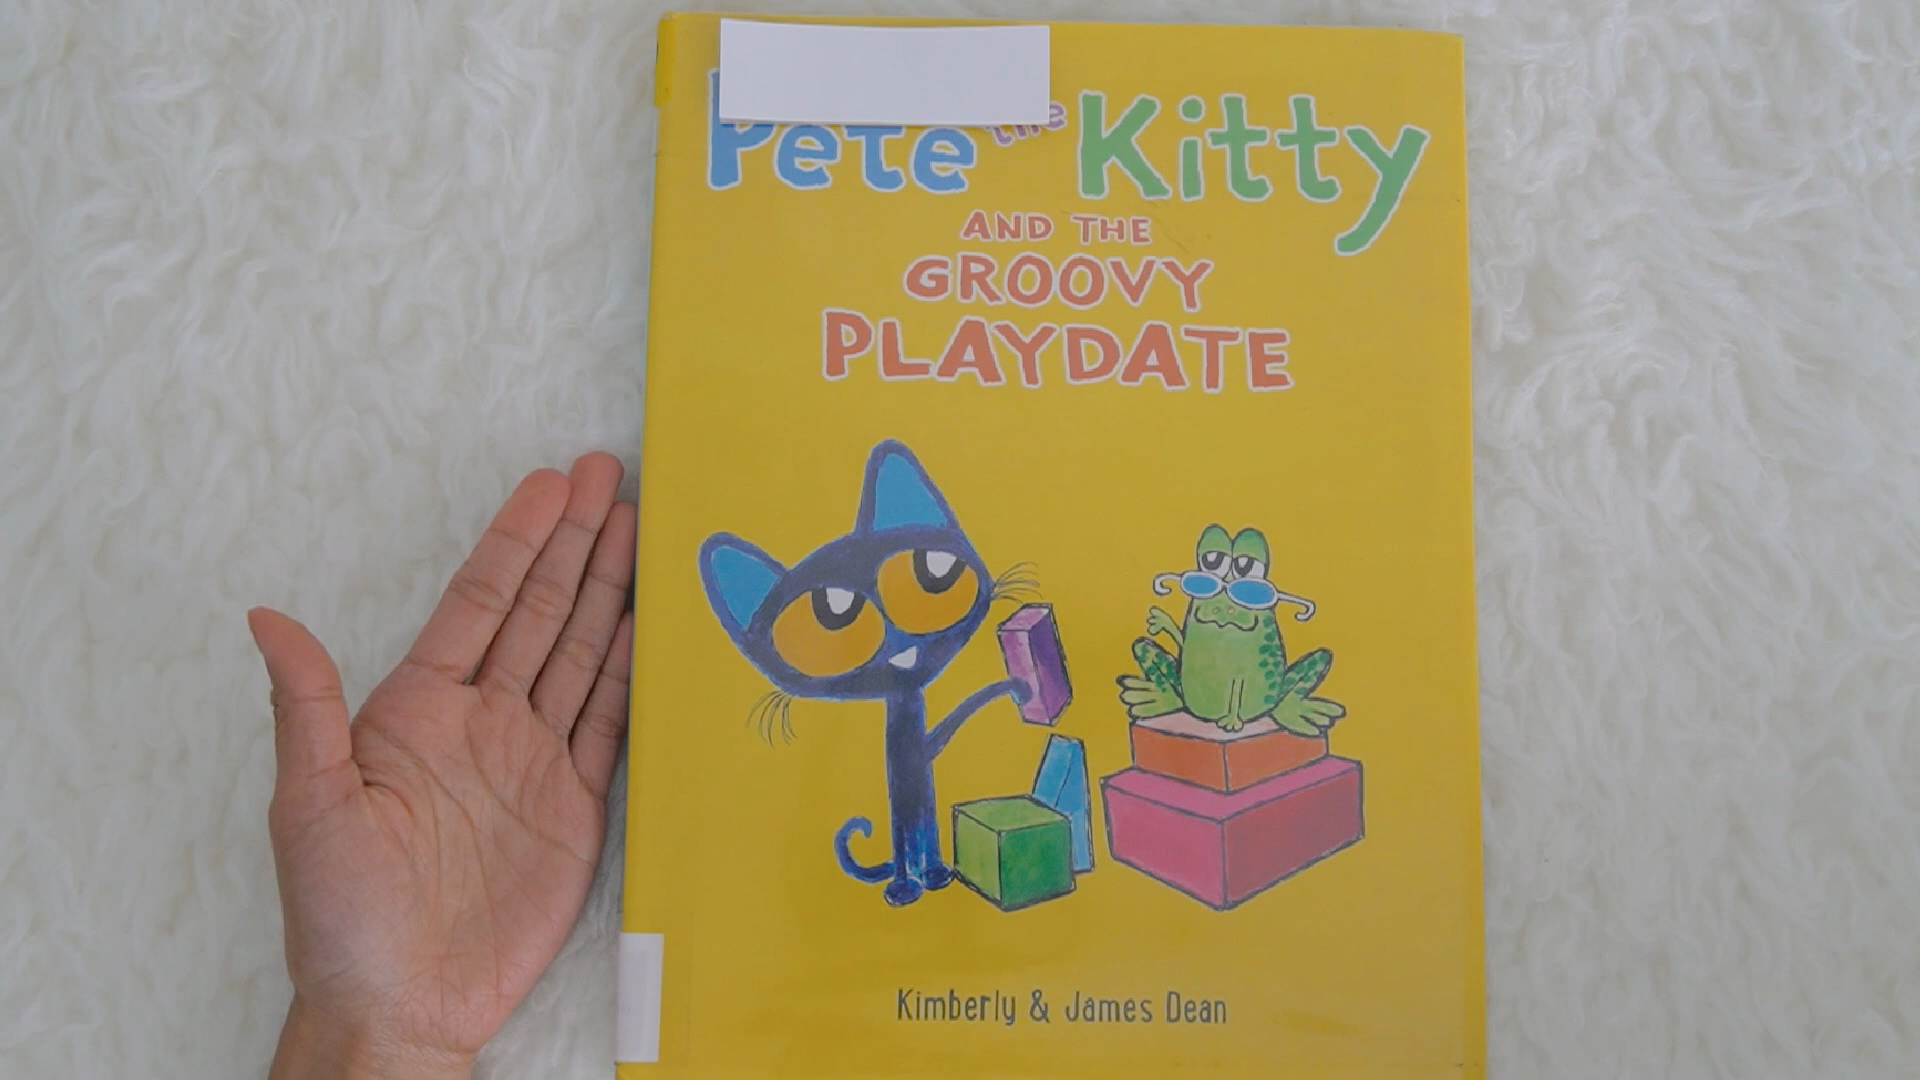 Pete the Kitty
AND THE
GROOVY
PLAYDATE
Kimberly & James Dean